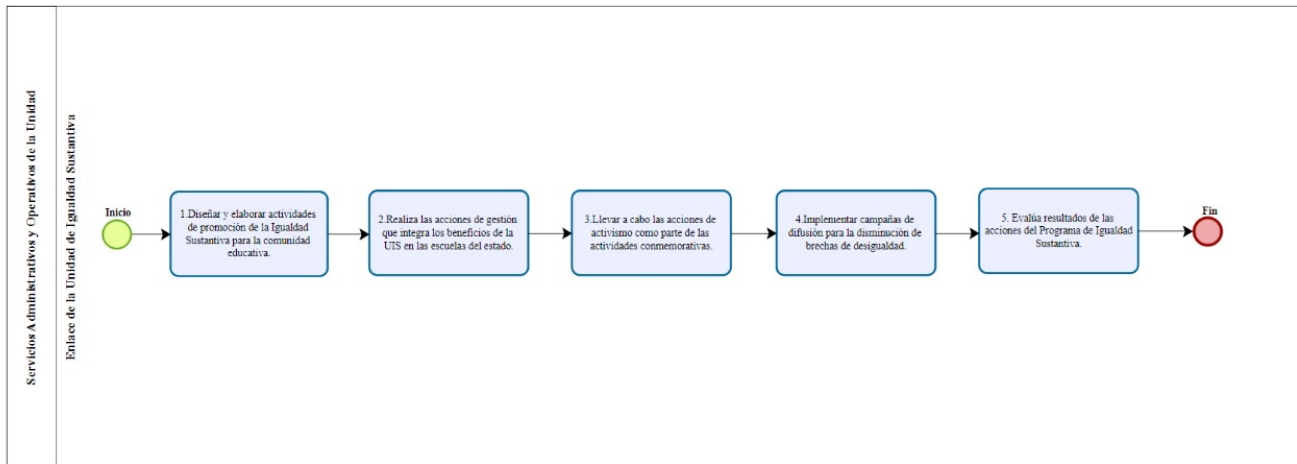 Servicios Administrativos y Operativos de la Unidad
Enlace de la Unidad de Igualdad Sustantiva
Inicio
1.Diseñar y elaborar actividades
de promoción de la Igualdad
Sustantiva para la comunidad
educativa.
2.Realiza las acciones de gestión
que integra los beneficios de la
UIS en las escuelas del estado.
3.Llevar a cabo las acciones de
activismo como parte de las
actividades conmemorativas.
4.Implementar campañas de
difusión para la disminución de
brechas de desigualdad.
5. Evalúa resultados de las
acciones del Programa de Igualdad
Sustantiva.
Fin